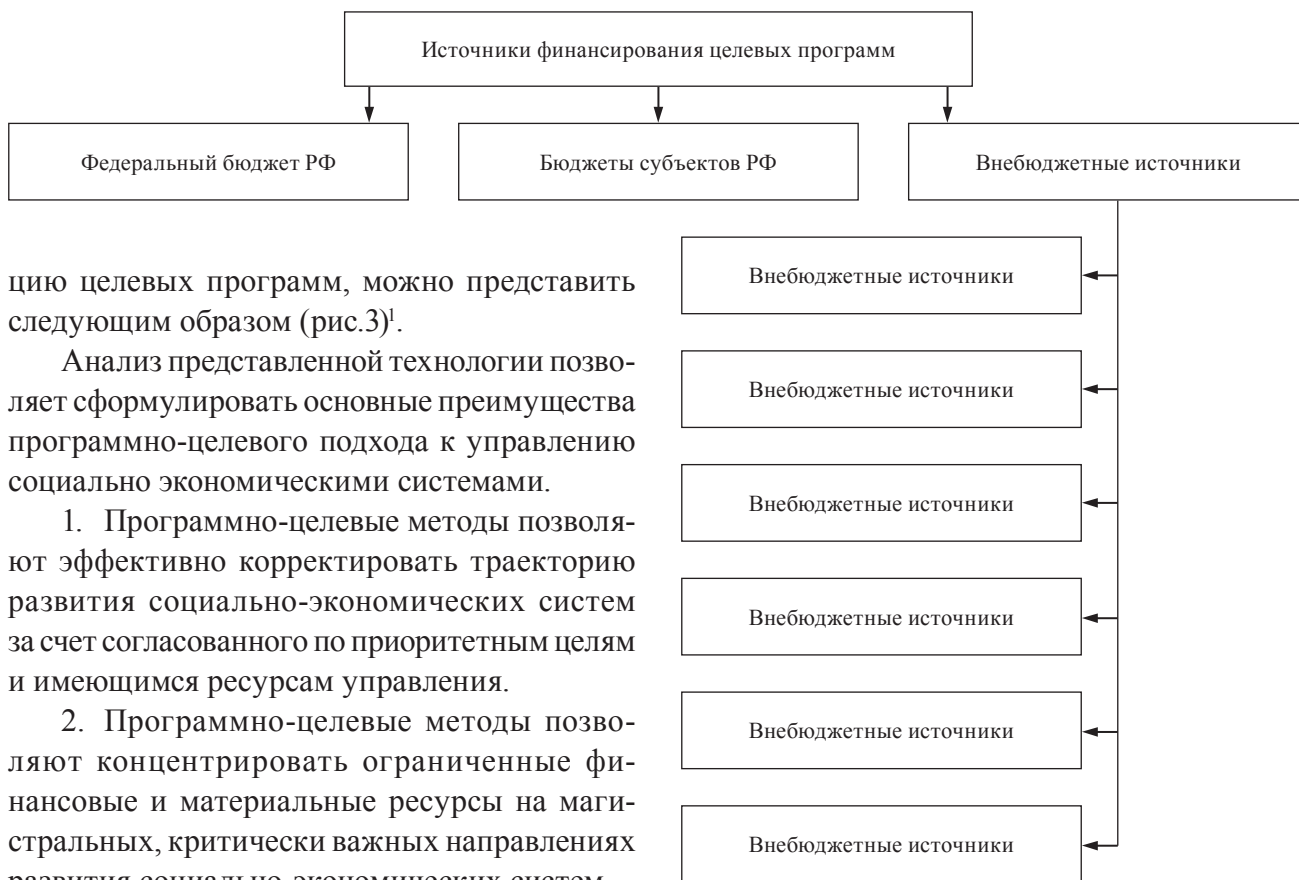 Источники финансирования целевых программ
Федеральный бюджет РФ
Бюджеты субъектов РФ
Внебюджетные источники
цию целевых программ, можно представить
следующим образом (рис.3)¹.
Анализ представленной технологии позво-
ляет сформулировать основные преимущества
программно-целевого подхода к управлению
социально экономическими системами.
1. Программно-целевые методы позволя-
ют эффективно корректировать траекторию
развития социально-экономических систем
за счет согласованного по приоритетным целям
и имеющимся ресурсам управления.
2. Программно-целевые методы позво-
ляют концентрировать ограниченные фи-
нансовые и материальные ресурсы на маги-
стральных, критически важных направлениях
развития социально-экономических систем
Внебюджетные источники
Внебюджетные источники
Внебюджетные источники
Внебюджетные источники
Внебюджетные источники
Внебюджетные источники